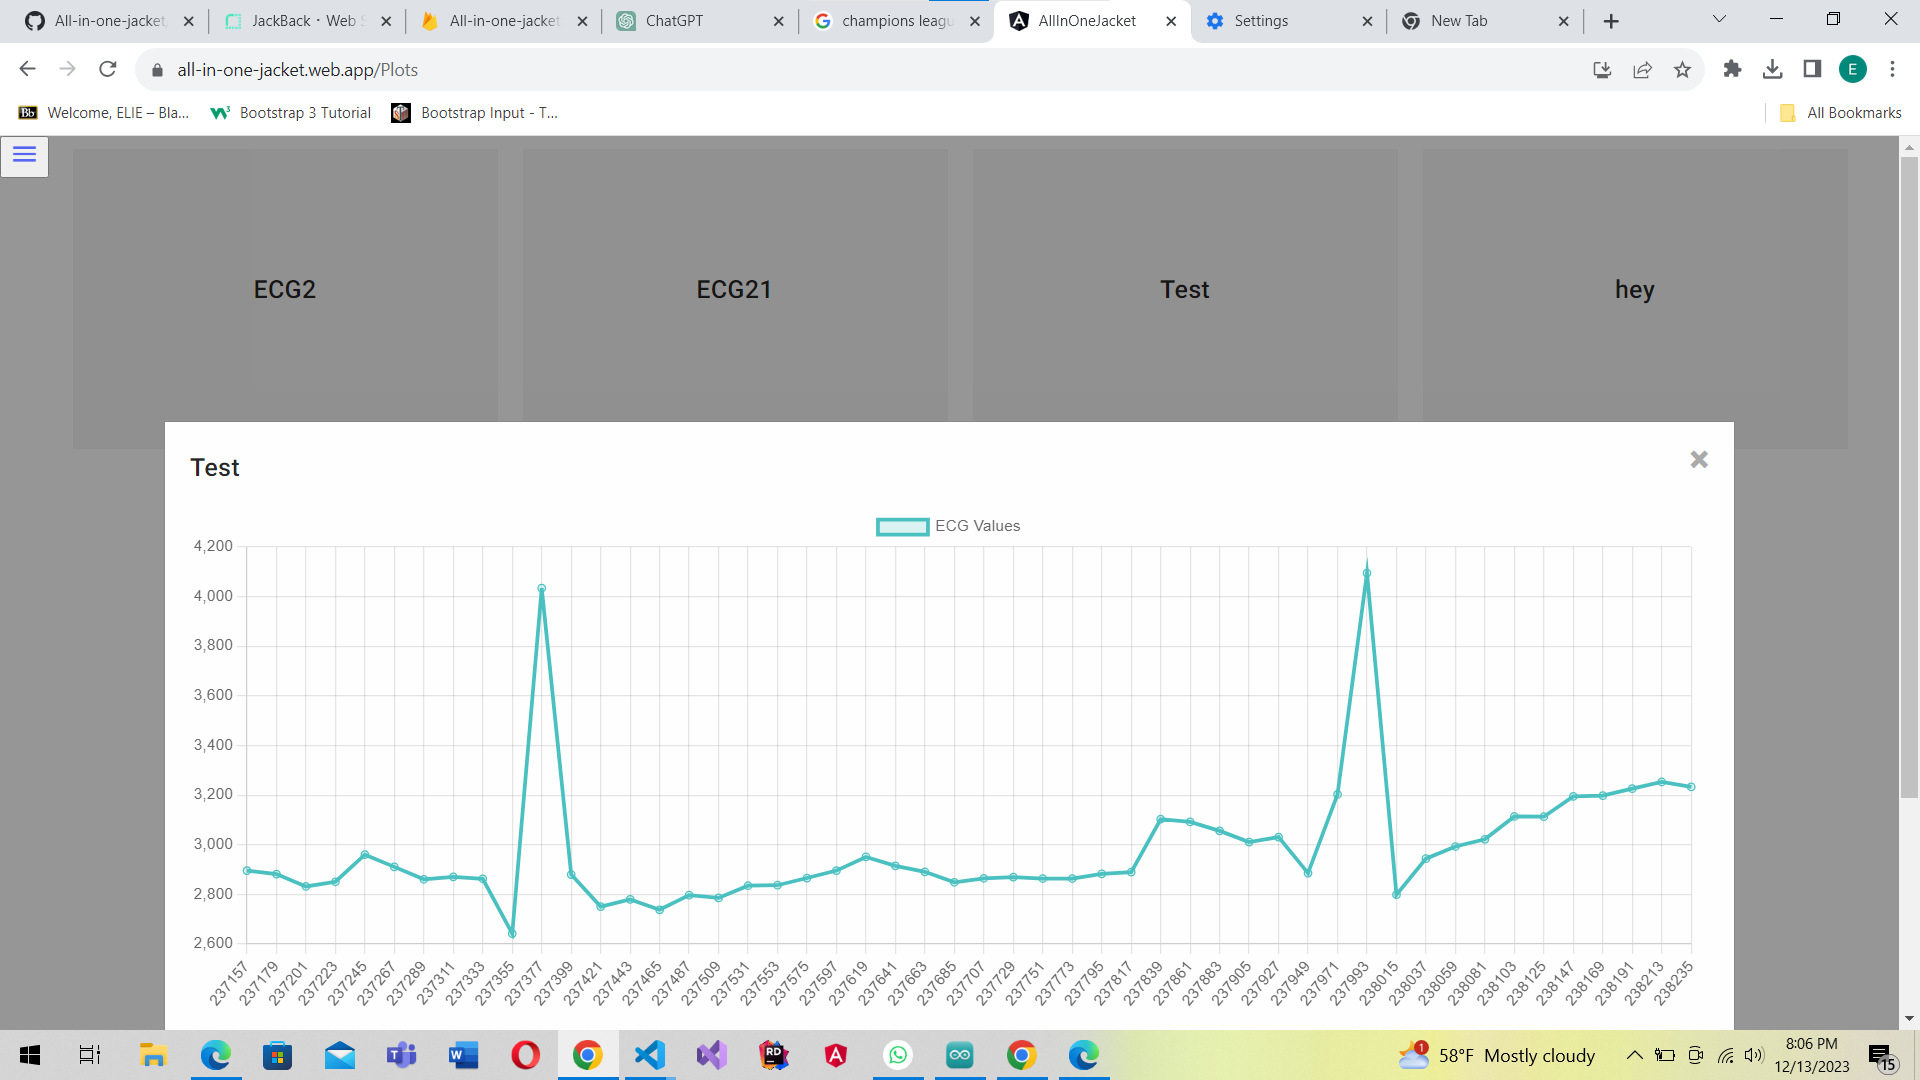 All-in-one-jacket
JackBack · Web S
All-in-one-jacket
ChatGPT
champions leagu
AllInOneJacket
Settings
New Tab
all-in-one-jacket.web.app/Plots
E
Bb
Welcome, ELIE – Bla...
Bootstrap 3 Tutorial
Bootstrap Input - T...
All Bookmarks
ECG2
ECG21
Test
hey
Test
ECG Values
4,200
4,000
3,800
3,600
3,400
3,200
3,000
2,800
2,600
237157
237179
237201
237223
237245
237267
237289
237311
237333
237355
237377
237399
237421
237443
237465
237487
237509
237531
237553
237575
237597
237619
237641
237663
237685
237707
237729
237751
237773
237795
237817
237839
237861
237883
237905
237927
237949
237971
237993
238015
238037
238059
238081
238103
238125
238147
238169
238191
238213
238235
1
58°F Mostly cloudy
8:06 PM
12/13/2023
15